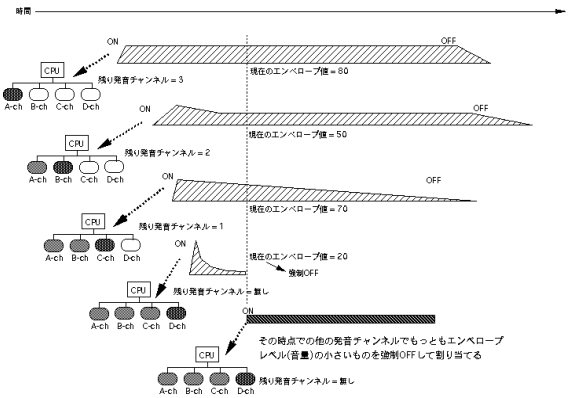 時間
ON
OFF
CPU
残り発音チャンネル = 3
現在のエンベロープ値 = 80
A-ch B-ch C-ch D-ch
ON
OFF
CPU
残り発音チャンネル = 2
現在のエンベロープ値 = 50
A-ch B-ch C-ch D-ch
ON
OFF
CPU
残り発音チャンネル = 1
現在のエンベロープ値 = 70
A-ch B-ch C-ch D-ch
ON
現在のエンベロープ値 = 20
強制OFF
CPU
残り発音チャンネル = 無し
A-ch B-ch C-ch D-ch
ON
その時点での他の発音チャンネルでもっともエンベロープ
レベル(音量)の小さいものを強制OFFして割り当てる
CPU
A-ch B-ch C-ch D-ch
残り発音チャンネル = 無し